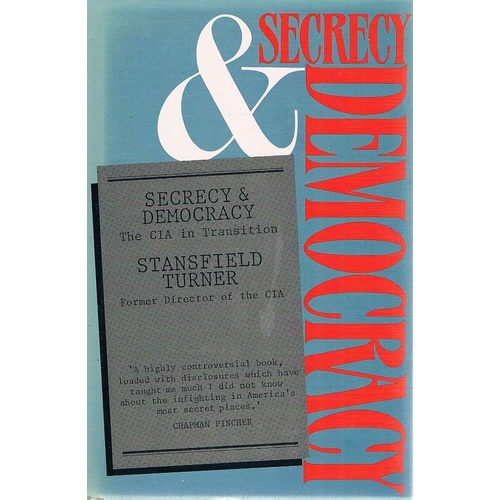 SECRECY
&
DEMOCRACY
SECRECY &
DEMOCRACY
The CIA in Transition
STANSFIELD
TURNER
Former Director of the CIA
'A highly controversial book,
loaded with disclosures which have
taught me much I did not know
about the infighting in America's
most secret places.'
CHAPMAN PINCHER